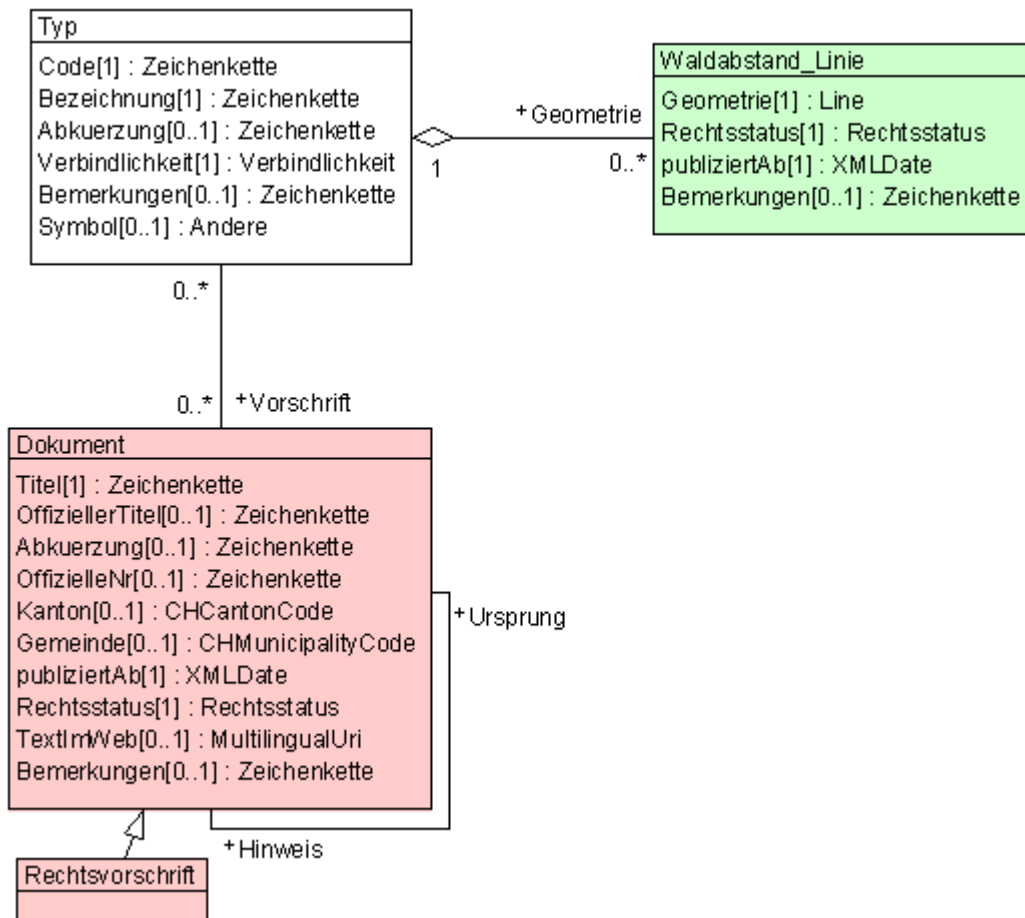 Typ
Code[1] : Zeichenkette
Bezeichnung[1] : Zeichenkette
Abkuerzung[0..1] : Zeichenkette
Verbindlichkeit[1] : Verbindlichkeit
Bemerkungen[0..1] : Zeichenkette
Symbol[0..1] : Andere
1
+Geometrie
0..*
Waldabstand_Linie
Geometrie[1] : Line
Rechtsstatus[1] : Rechtsstatus
publiziertAb[1] : XMLDate
Bemerkungen[0..1] : Zeichenkette
0..*
0..* +Vorschrift
Dokument
Titel[1] : Zeichenkette
OffiziellerTitel[0..1] : Zeichenkette
Abkuerzung[0..1] : Zeichenkette
OffizielleNr[0..1] : Zeichenkette
Kanton[0..1] : CHCantonCode
Gemeinde[0..1] : CHMunicipalityCode
publiziertAb[1] : XMLDate
Rechtsstatus[1] : Rechtsstatus
TextImWeb[0..1] : MultilingualUri
Bemerkungen[0..1] : Zeichenkette
+Ursprung
+Hinweis
Rechtsvorschrift